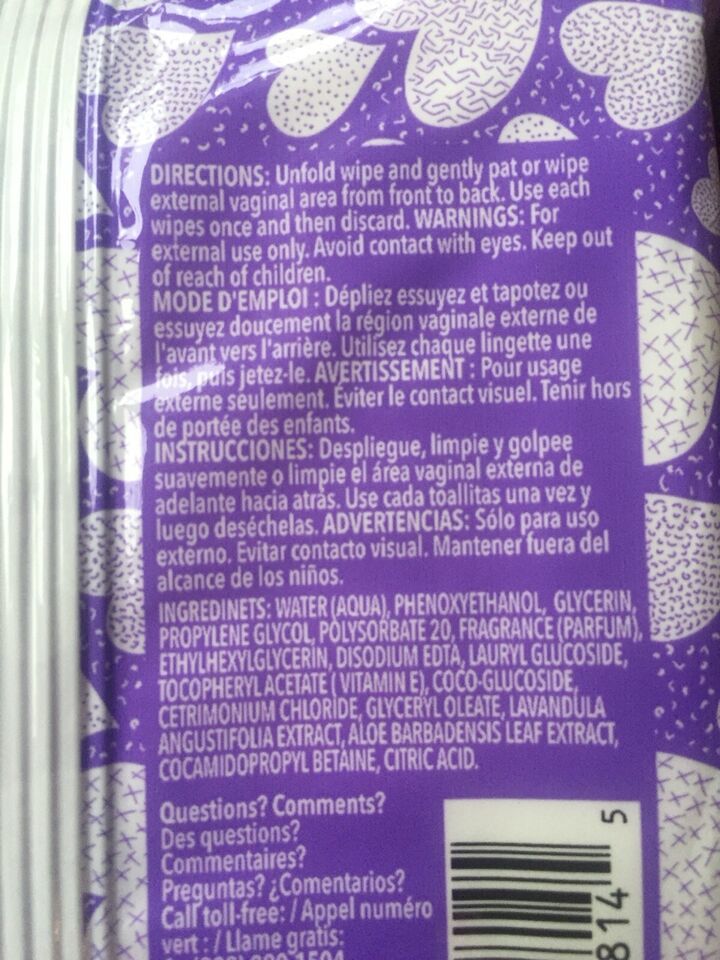 DIRECTIONS: Unfold wipe and gently pat or wipe
external vaginal area from front to back. Use each
wipes once and then discard. WARNINGS: For
external use only. Avoid contact with eyes. Keep out
of reach of children.
MODE D'EMPLOI : Dépliez essuyez et tapotez ou
essuyez doucement la région vaginale externe de
l'avant vers l'arrière. Utilisez chaque lingette une
fois, puis jetez-le. AVERTISSEMENT : Pour usage
externe seulement. Éviter le contact visuel. Tenir hors
de portée des enfants.
INSTRUCCIONES: Despliegue, limpie y golpee
suavemente o limpie el área vaginal externa de
adelante hacia atrás. Use cada toallitas una vez y
luego deséchelas. ADVERTENCIAS: Sólo para uso
externo. Evitar contacto visual. Mantener fuera del
alcance de los niños.
INGREDINETS: WATER (AQUA), PHENOXYETHANOL, GLYCERIN,
PROPYLENE GLYCOL, POLYSORBATE 20, FRAGRANCE (PARFUM),
ETHYLHEXYLGLYCERIN, DISODIUM EDTA, LAURYL GLUCOSIDE,
TOCOPHERYL ACETATE ( VITAMIN E), COCO-GLUCOSIDE,
CETRIMONIUM CHLORIDE, GLYCERYL OLEATE, LAVANDULA
ANGUSTIFOLIA EXTRACT, ALOE BARBADENSIS LEAF EXTRACT,
COCAMIDOPROPYL BETAINE, CITRIC ACID.
Questions? Comments?
Des questions?
Commentaires?
Preguntas? ¿Comentarios?
Call toll-free: / Appel numéro
vert : / Llame gratis:
814 5